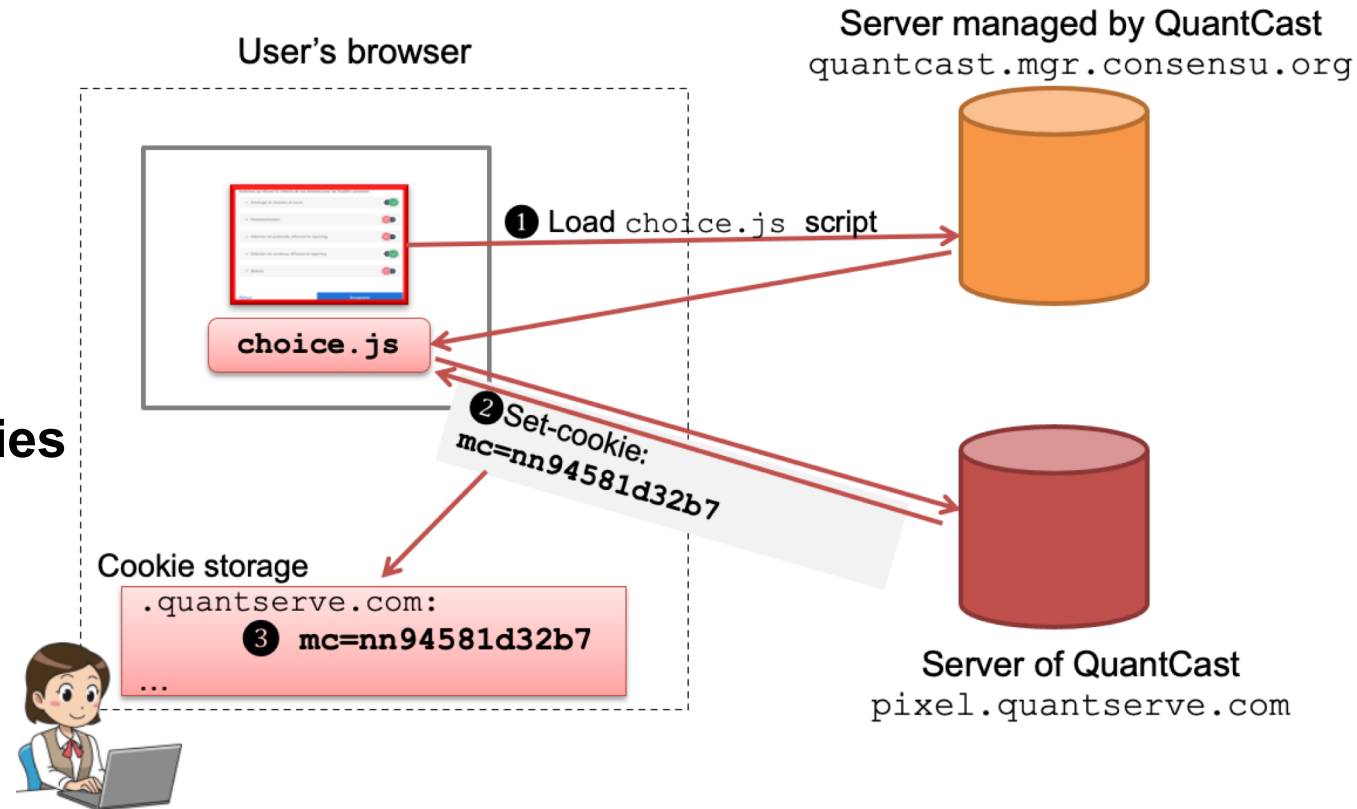 Server managed by QuantCast
User’s browser
quantcast.mgr.consensu.org
❶ Load choice.js script
choice.js
❷Set-cookie:
mc=nn94581d32b7
ies
Cookie storage
.quantserve.com:
❸ mc=nn94581d32b7
...
Server of QuantCast
pixel.quantserve.com